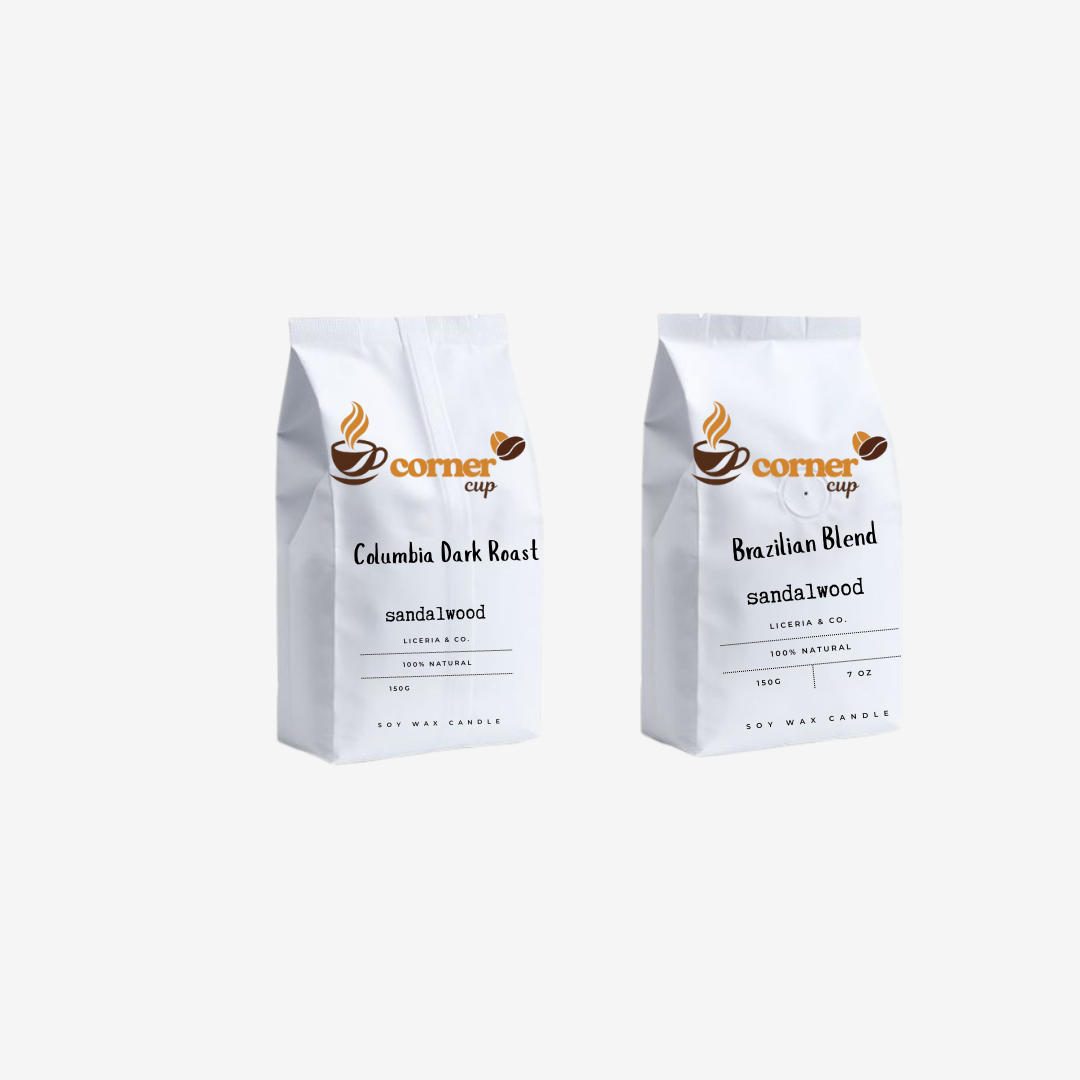 corner
cup
Columbia Dark Roast
sandalwood
LICERIA & CO.
100% NATURAL
150G
SOY WAX CANDLE
corner
cup
Brazilian Blend
sandalwood
LICERIA & CO.
100% NATURAL
150G 7 OZ
SOY WAX CANDLE